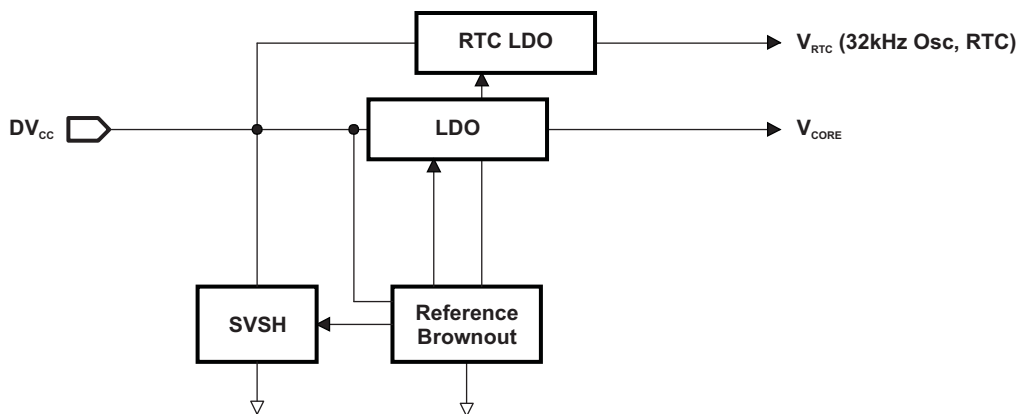 RTC LDO
V_RTC (32kHz Osc, RTC)
DV_CC
LDO
V_CORE
SVSH
Reference
Brownout